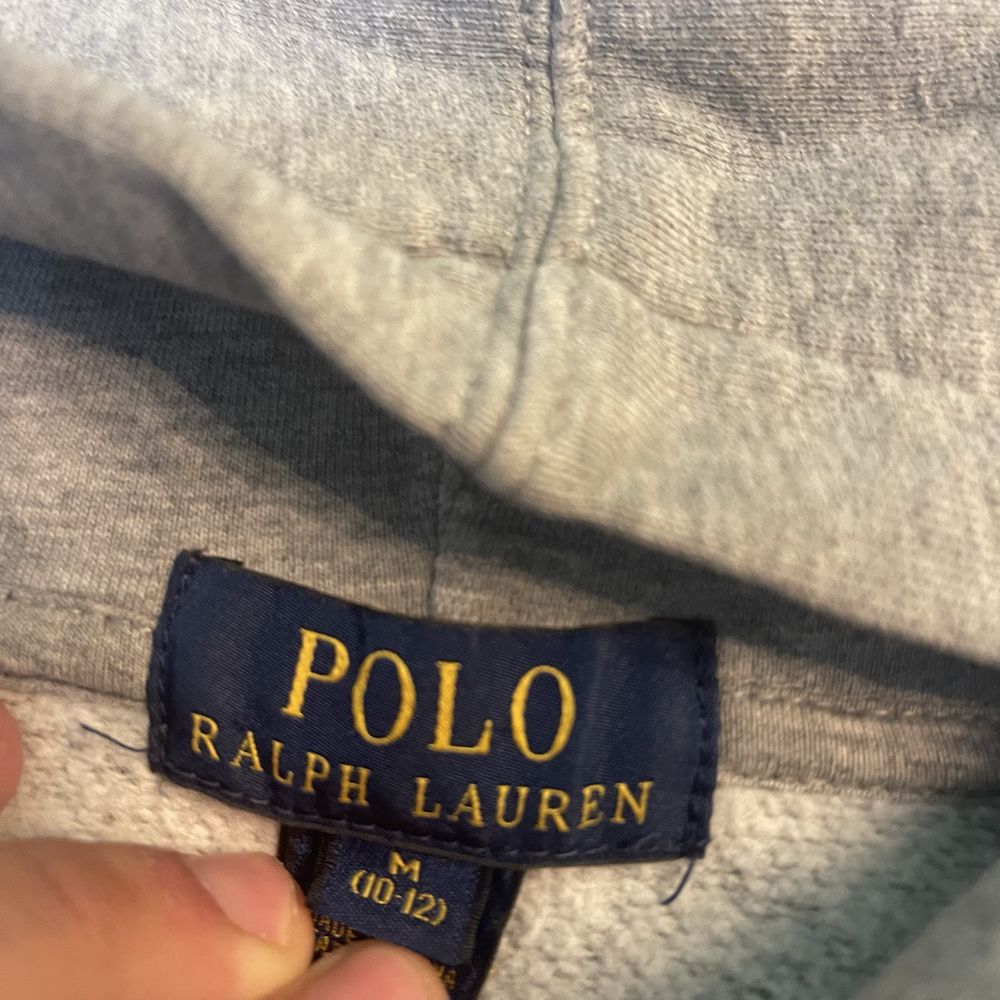 POLO
RALPH LAUREN
M
(10-12)